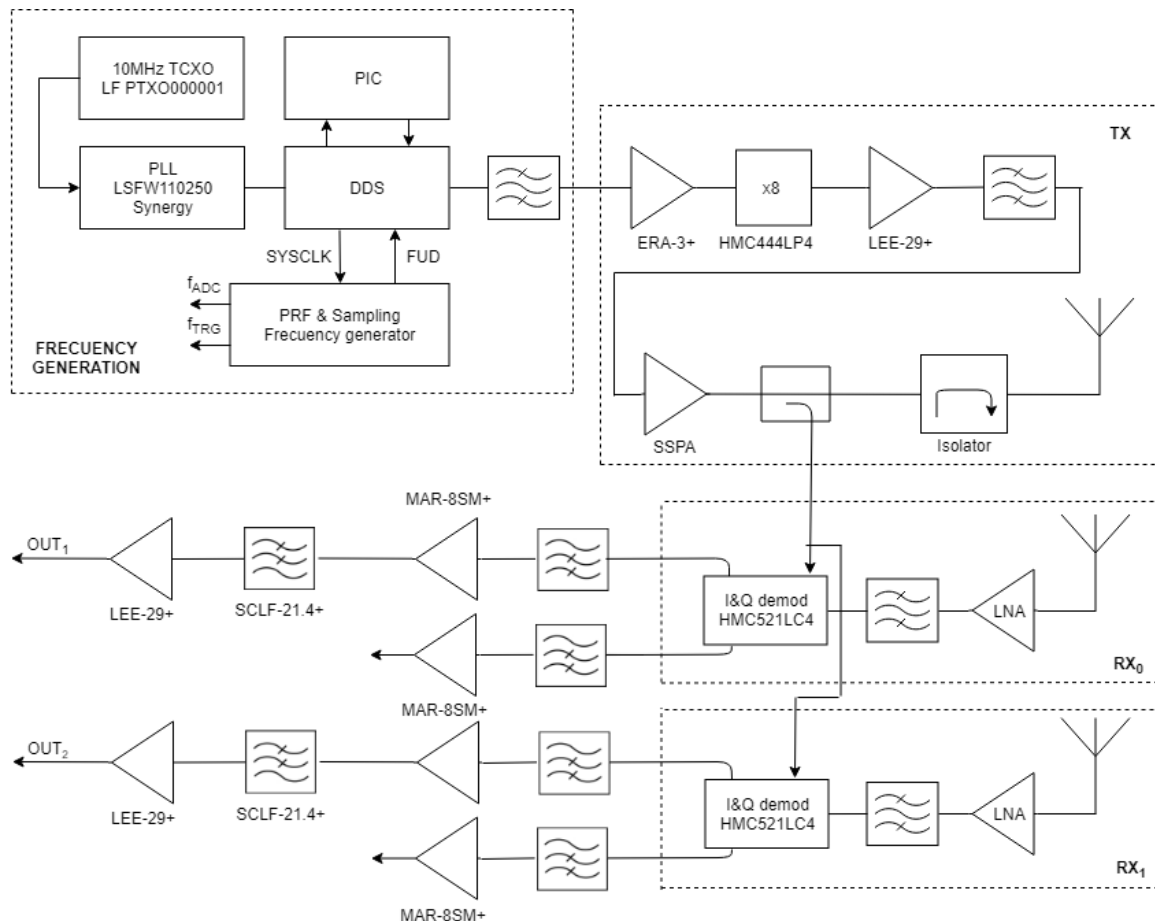 10MHz TCXO
LF PTXO000001
PIC
PLL
LSFW110250
Synergy
DDS
SYSCLK
FUD
fADC
fTRG
PRF & Sampling
Frecuency generator
FRECUENCY
GENERATION
TX
x8
ERA-3+
HMC444LP4
LEE-29+
SSPA
Isolator
MAR-8SM+
OUT1
LEE-29+
SCLF-21.4+
I&Q demod
HMC521LC4
LNA
RX0
MAR-8SM+
OUT2
LEE-29+
SCLF-21.4+
I&Q demod
HMC521LC4
LNA
RX1
MAR-8SM+